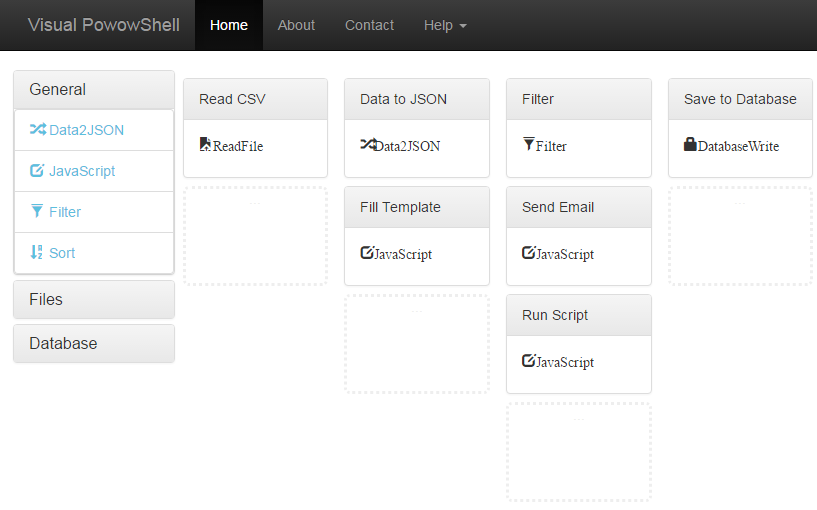 Visual PowowShell Home About Contact Help
General
Data2JSON
JavaScript
Filter
Sort
Files
Database
Read CSV
ReadFile
...
Data to JSON
Data2JSON
Fill Template
JavaScript
...
Filter
Filter
Send Email
JavaScript
Run Script
JavaScript
...
Save to Database
DatabaseWrite
...